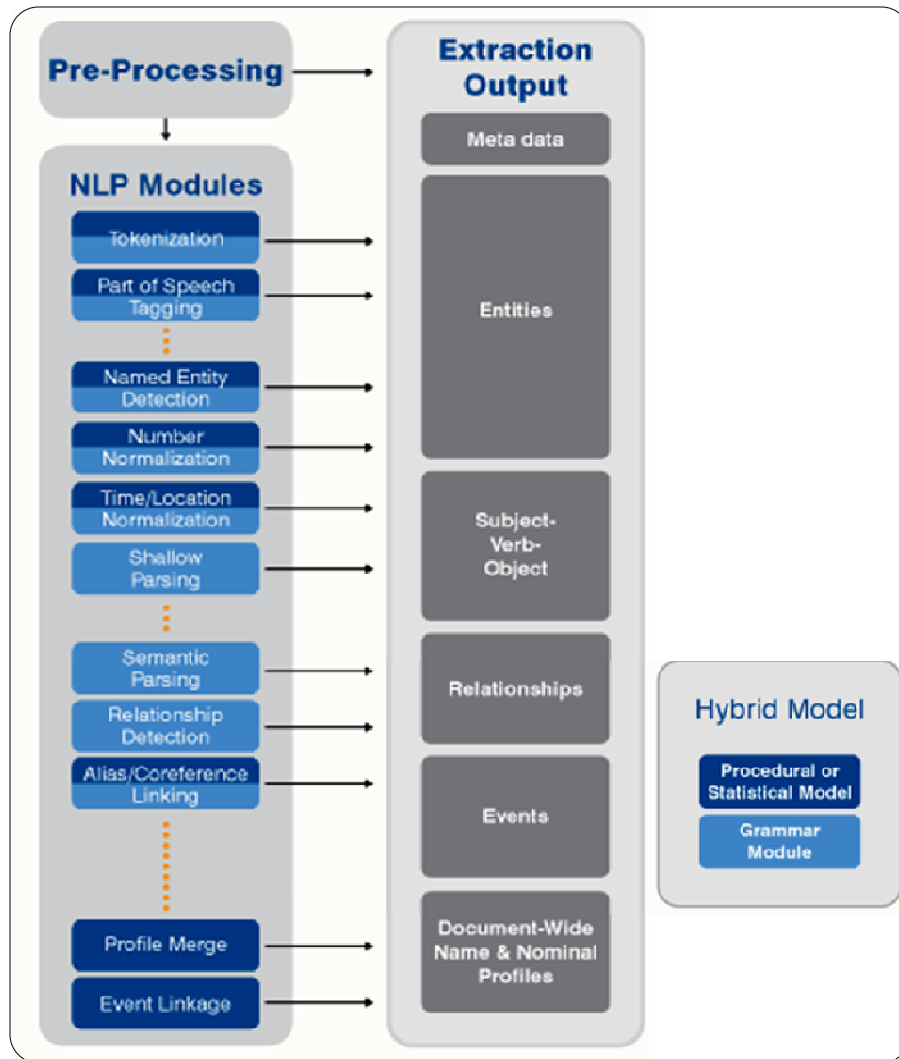 Pre-Processing
NLP Modules
Tokenization
Part of Speech
Tagging
Named Entity
Detection
Number
Normalization
Time/Location
Normalization
Shallow
Parsing
Semantic
Parsing
Relationship
Detection
Alias/Coreference
Linking
Profile Merge
Event Linkage
Extraction
Output
Meta data
Entities
Subject-
Verb-
Object
Relationships
Events
Document-Wide
Name & Nominal
Profiles
Hybrid Model
Procedural or
Statistical Model
Grammar
Module